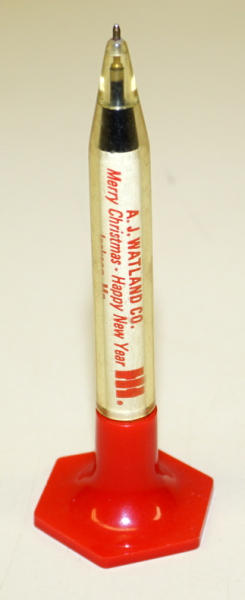 A. J. WATLAND CO.
Merry Christmas - Happy New Year